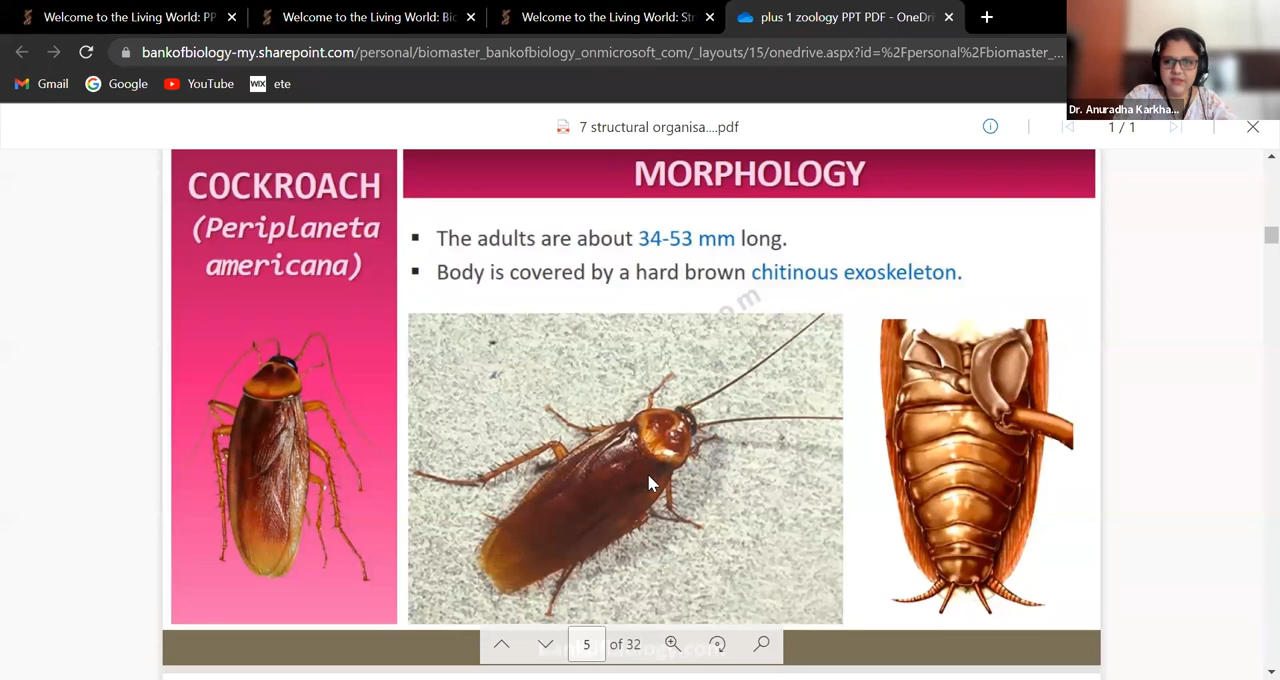 Welcome to the Living World: PP
Welcome to the Living World: Bio
Welcome to the Living World: Str
plus 1 zoology PPT PDF - OneDri
bankofbiology-my.sharepoint.com/personal/biomaster_bankofbiology_onmicrosoft_com/_layouts/15/onedrive.aspx?id=%2Fpersonal%2Fbiomaster_...
Gmail
Google
YouTube
WIX
ete
Dr. Anuradha Karkha...
7 structural organisa....pdf
1 / 1
COCKROACH
(Periplaneta
americana)
MORPHOLOGY
▪ The adults are about 34-53 mm long.
▪ Body is covered by a hard brown chitinous exoskeleton.
5 of 32